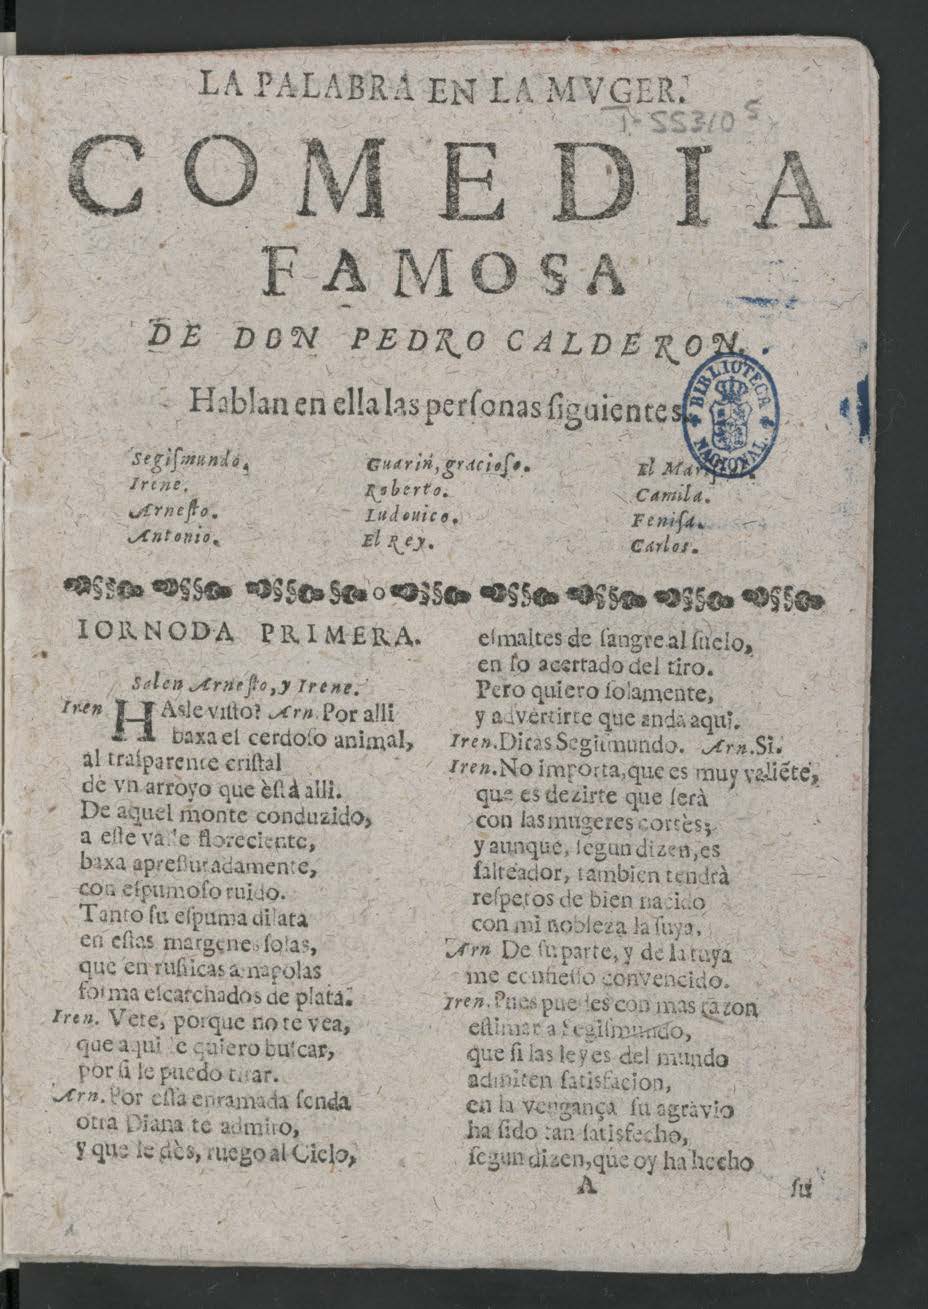 LA PALABRA EN LA MVGER.
T-55310 5
COMEDIA
FAMOSA
DE DON PEDRO CALDERON.
Hablan en ella las perſonas ſiguientes.
BIBLIOTECA NACIONAL
Segiſmundo.
Irene.
Arneſto.
Antonio.
Guarin, gracioſo.
Roberto.
Ludouico.
El Rey.
El
Camila.
Feniſa.
Carlos.
IORNODA PRIMERA.
Salen Arneſto, y Irene.
Iren HAsle viſto? Arn. Por alli
baxa el cerdoſo animal,
al traſparente criſtal
de vn arroyo que èſtà alli.
De aquel monte conduzido,
a eſte valle floreciente,
baxa apreſſuradamente,
con eſpumoſo ruido.
Tanto ſu eſpuma dilata
en eſtas margenes ſolas,
que en ruſticas amapolas
forma eſcarchados de plata.
Iren. Vete, porque no te vea,
que aqui le quiero buſcar,
por ſi le puedo tirar.
Arn. Por eſſa enramada ſenda
otra Diana te admiro,
y que le dès, ruego al Cielo,
eſmaltes de ſangre al ſuelo,
en ſo acertado del tiro.
Pero quiero ſolamente,
y advertirte que anda aqui.
Iren. Diràs Segiſmundo. Arn. Si.
Iren. No importa, que es muy valiẽte,
que es dezirte que ſerà
con las mugeres cortès;
y aunque, ſegun dizen, es
ſalteador, tambien tendrà
reſpetos de bien nacido
con mi nobleza la ſuya,
Arn De ſu parte, y de la tuya
me confieſſo convencido.
Iren. Pues puedes con mas razon
eſtimar a Segiſmundo,
que ſi las leyes del mundo
admiten ſatisfacion,
en la vengança ſu agravio
ha ſido tan ſatisfecho,
ſegun dizen, que oy ha hecho
A
ſu